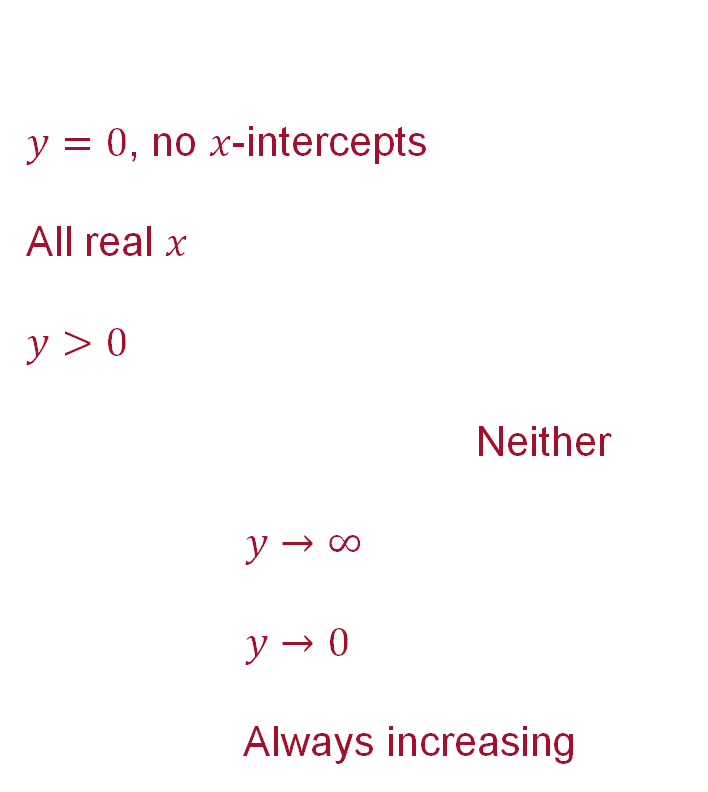 y = 0, no x-intercepts
All real x
y > 0
Neither
y → ∞
y → 0
Always increasing